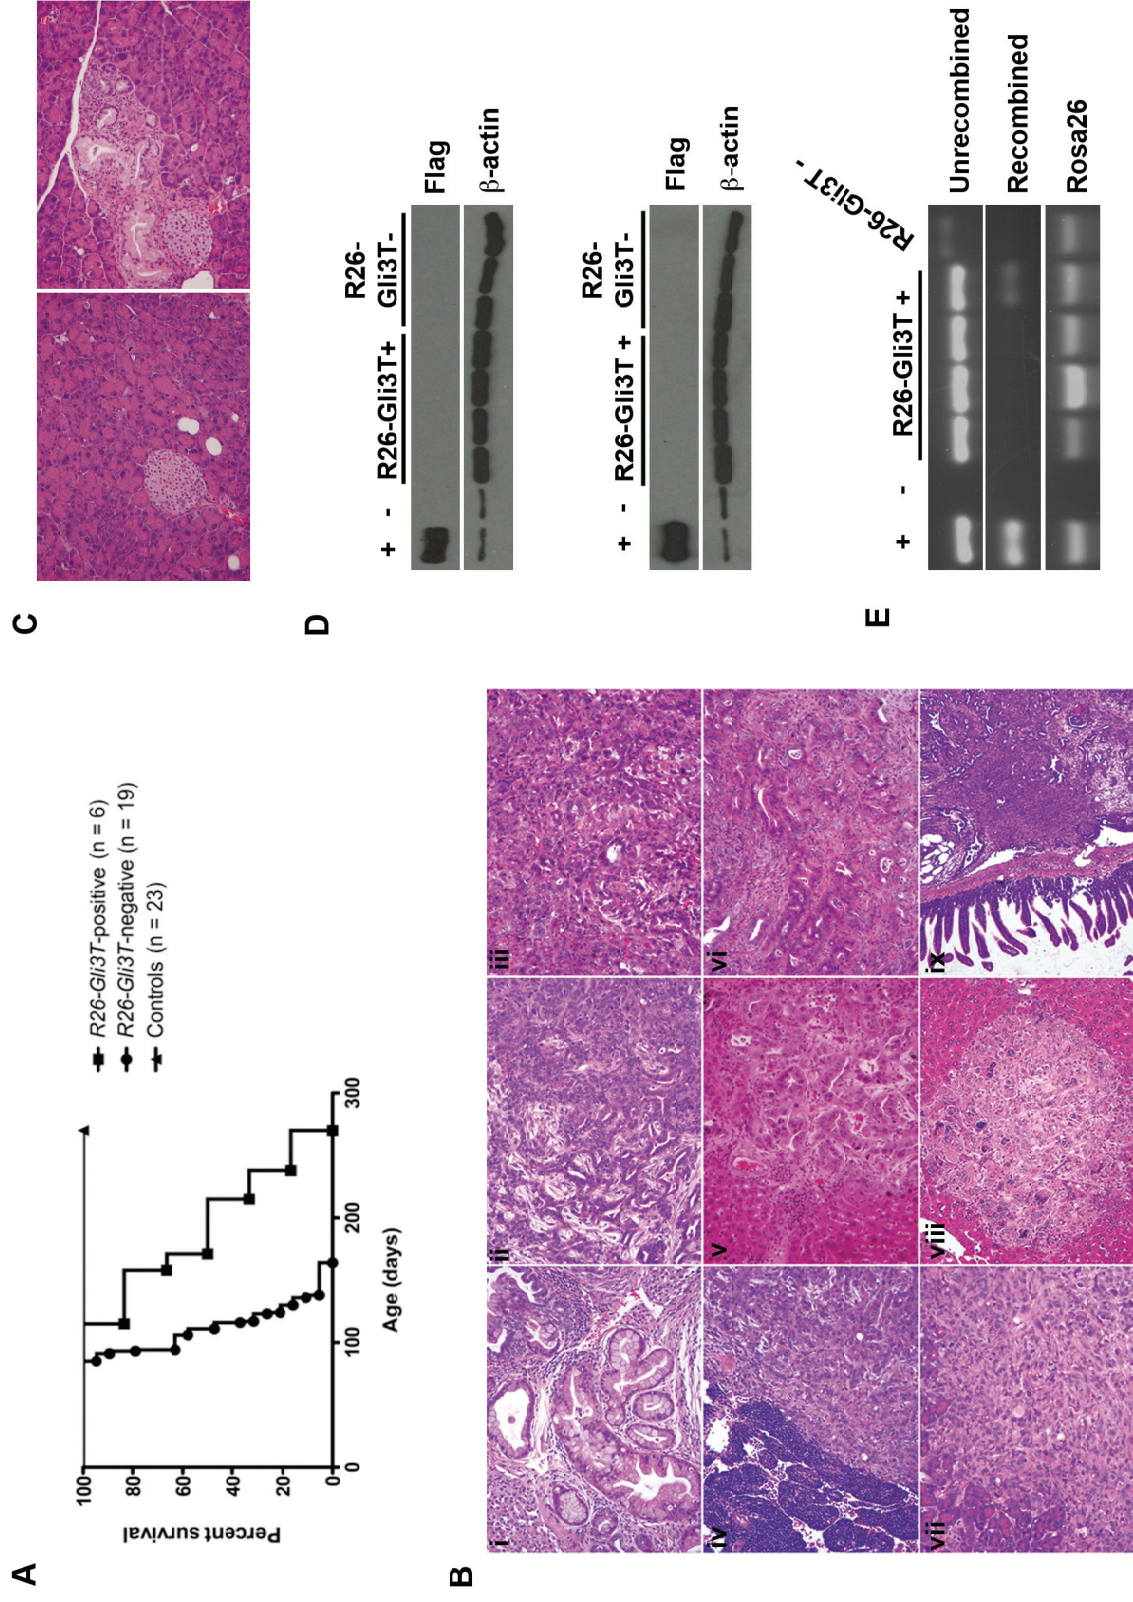 A
Percent survival
100
80
60
40
20
0
0
100
200
300
Age (days)
R26-Gli3T-positive (n = 6)
R26-Gli3T-negative (n = 19)
Controls (n = 23)
B
i
ii
iii
iv
v
vi
vii
viii
ix
C
D
+ - R26-Gli3T+ R26-
Gli3T-
Flag
β-actin
+ - R26-Gli3T + R26-
Gli3T-
Flag
β-actin
E
+ - R26-Gli3T + R26-Gli3T -
Unrecombined
Recombined
Rosa26